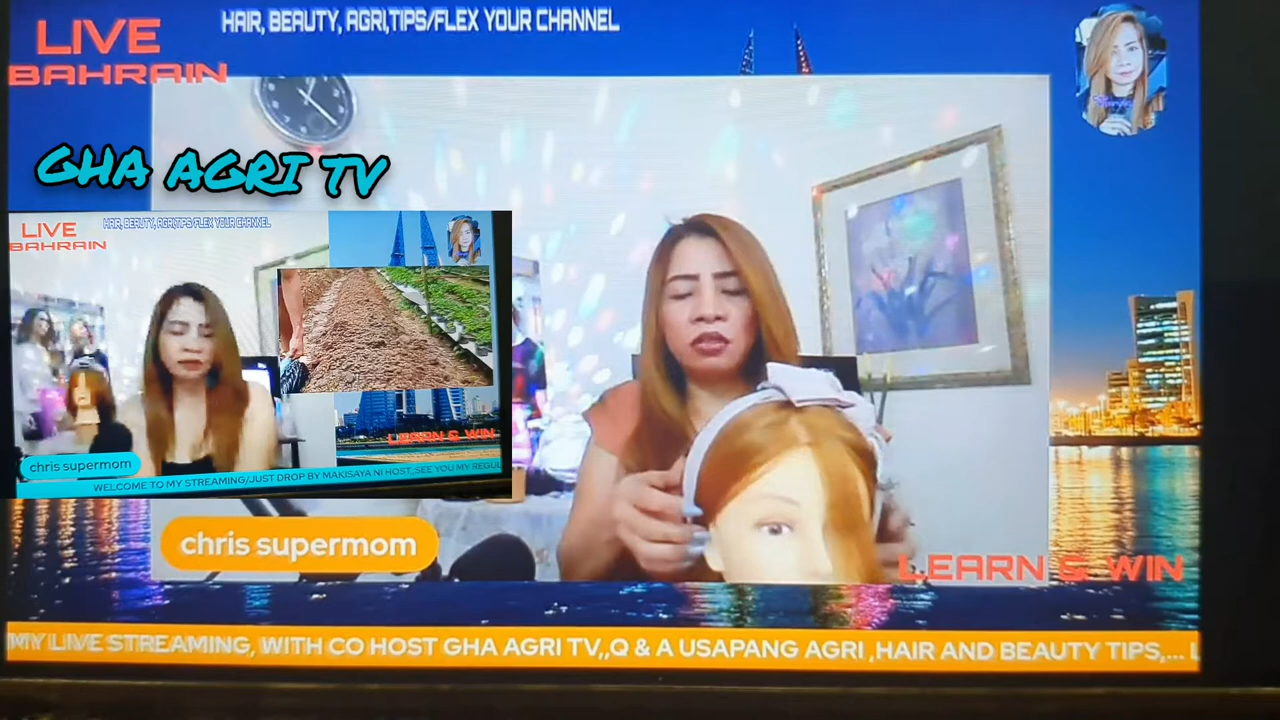 LIVE
BAHRAIN
HAIR, BEAUTY, AGRI,TIPS/FLEX YOUR CHANNEL
GHA AGRI TV
LIVE
BAHRAIN
HAIR, BEAUTY, AGRI,TIPS/FLEX YOUR CHANNEL
LEARN & WIN
chris supermom
WELCOME TO MY STREAMING/JUST DROP BY MAKISAYA NI HOST,,SEE YOU MY REGUL
chris supermom
LEARN & WIN
MY LIVE STREAMING, WITH CO HOST GHA AGRI TV,,Q & A USAPANG AGRI ,HAIR AND BEAUTY TIPS,... L